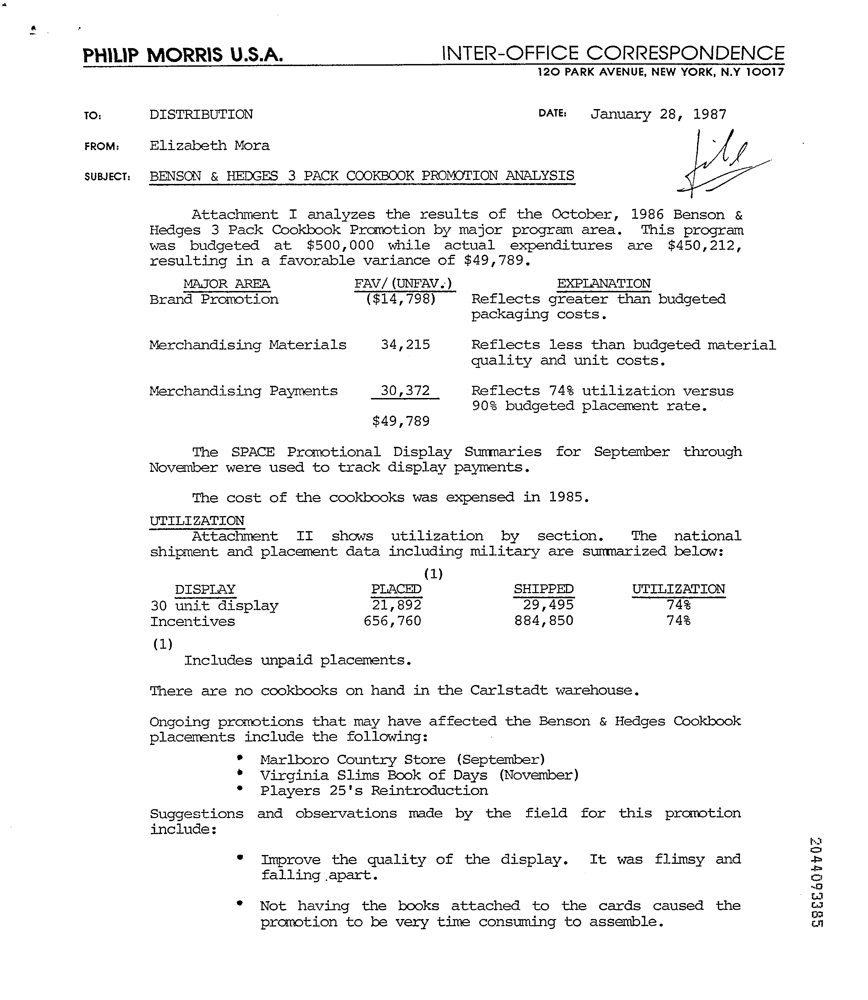 PHILIP MORRIS U.S.A. INTER-OFFICE CORRESPONDENCE
120 PARK AVENUE, NEW YORK, N.Y 10017
TO: DISTRIBUTION DATE: January 28, 1987
FROM: Elizabeth Mora
file
SUBJECT: BENSON & HEDGES 3 PACK COOKBOOK PROMOTION ANALYSIS
Attachment I analyzes the results of the October, 1986 Benson &
Hedges 3 Pack Cookbook Promotion by major program area. This program
was budgeted at $500,000 while actual expenditures are $450,212,
resulting in a favorable variance of $49,789.
MAJOR AREA FAV/(UNFAV.) EXPLANATION
Brand Promotion ($14,798) Reflects greater than budgeted
packaging costs.
Merchandising Materials 34,215 Reflects less than budgeted material
quality and unit costs.
Merchandising Payments 30,372 Reflects 74% utilization versus
90% budgeted placement rate.
$49,789
The SPACE Promotional Display Summaries for September through
November were used to track display payments.
The cost of the cookbooks was expensed in 1985.
UTILIZATION
Attachment II shows utilization by section. The national
shipment and placement data including military are summarized below:
(1)
DISPLAY PLACED SHIPPED UTILIZATION
30 unit display 21,892 29,495 74%
Incentives 656,760 884,850 74%
(1)
Includes unpaid placements.
There are no cookbooks on hand in the Carlstadt warehouse.
Ongoing promotions that may have affected the Benson & Hedges Cookbook
placements include the following:
• Marlboro Country Store (September)
• Virginia Slims Book of Days (November)
• Players 25's Reintroduction
Suggestions and observations made by the field for this promotion
include:
• Improve the quality of the display. It was flimsy and
falling apart.
• Not having the books attached to the cards caused the
promotion to be very time consuming to assemble.
2044093385